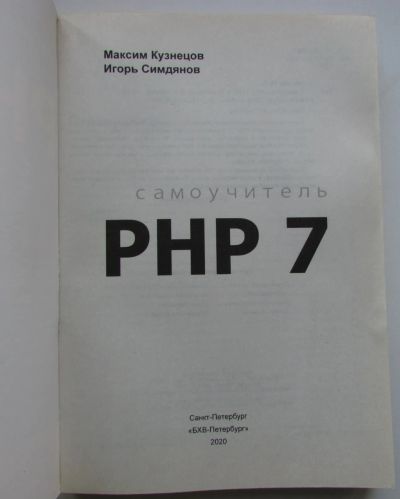 Максим Кузнецов
Игорь Симдянов
самоучитель
PHP 7
Санкт-Петербург
«БХВ-Петербург»
2020